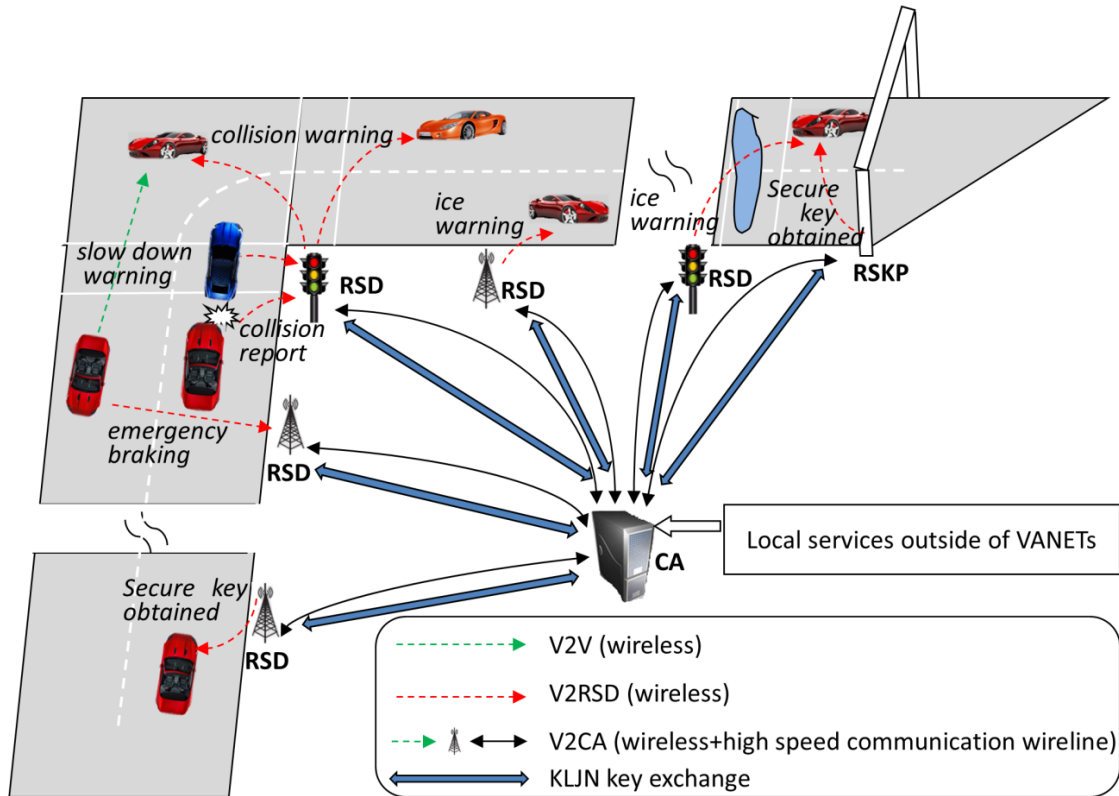 collision warning
ice
warning
ice
warning
Secure
key
obtained
slow down
warning
RSD
RSD
RSD
RSKP
collision
report
emergency
braking
RSD
Local services outside of VANETs
CA
Secure key
obtained
RSD
V2V (wireless)
V2RSD (wireless)
V2CA (wireless+high speed communication wireline)
KLJN key exchange